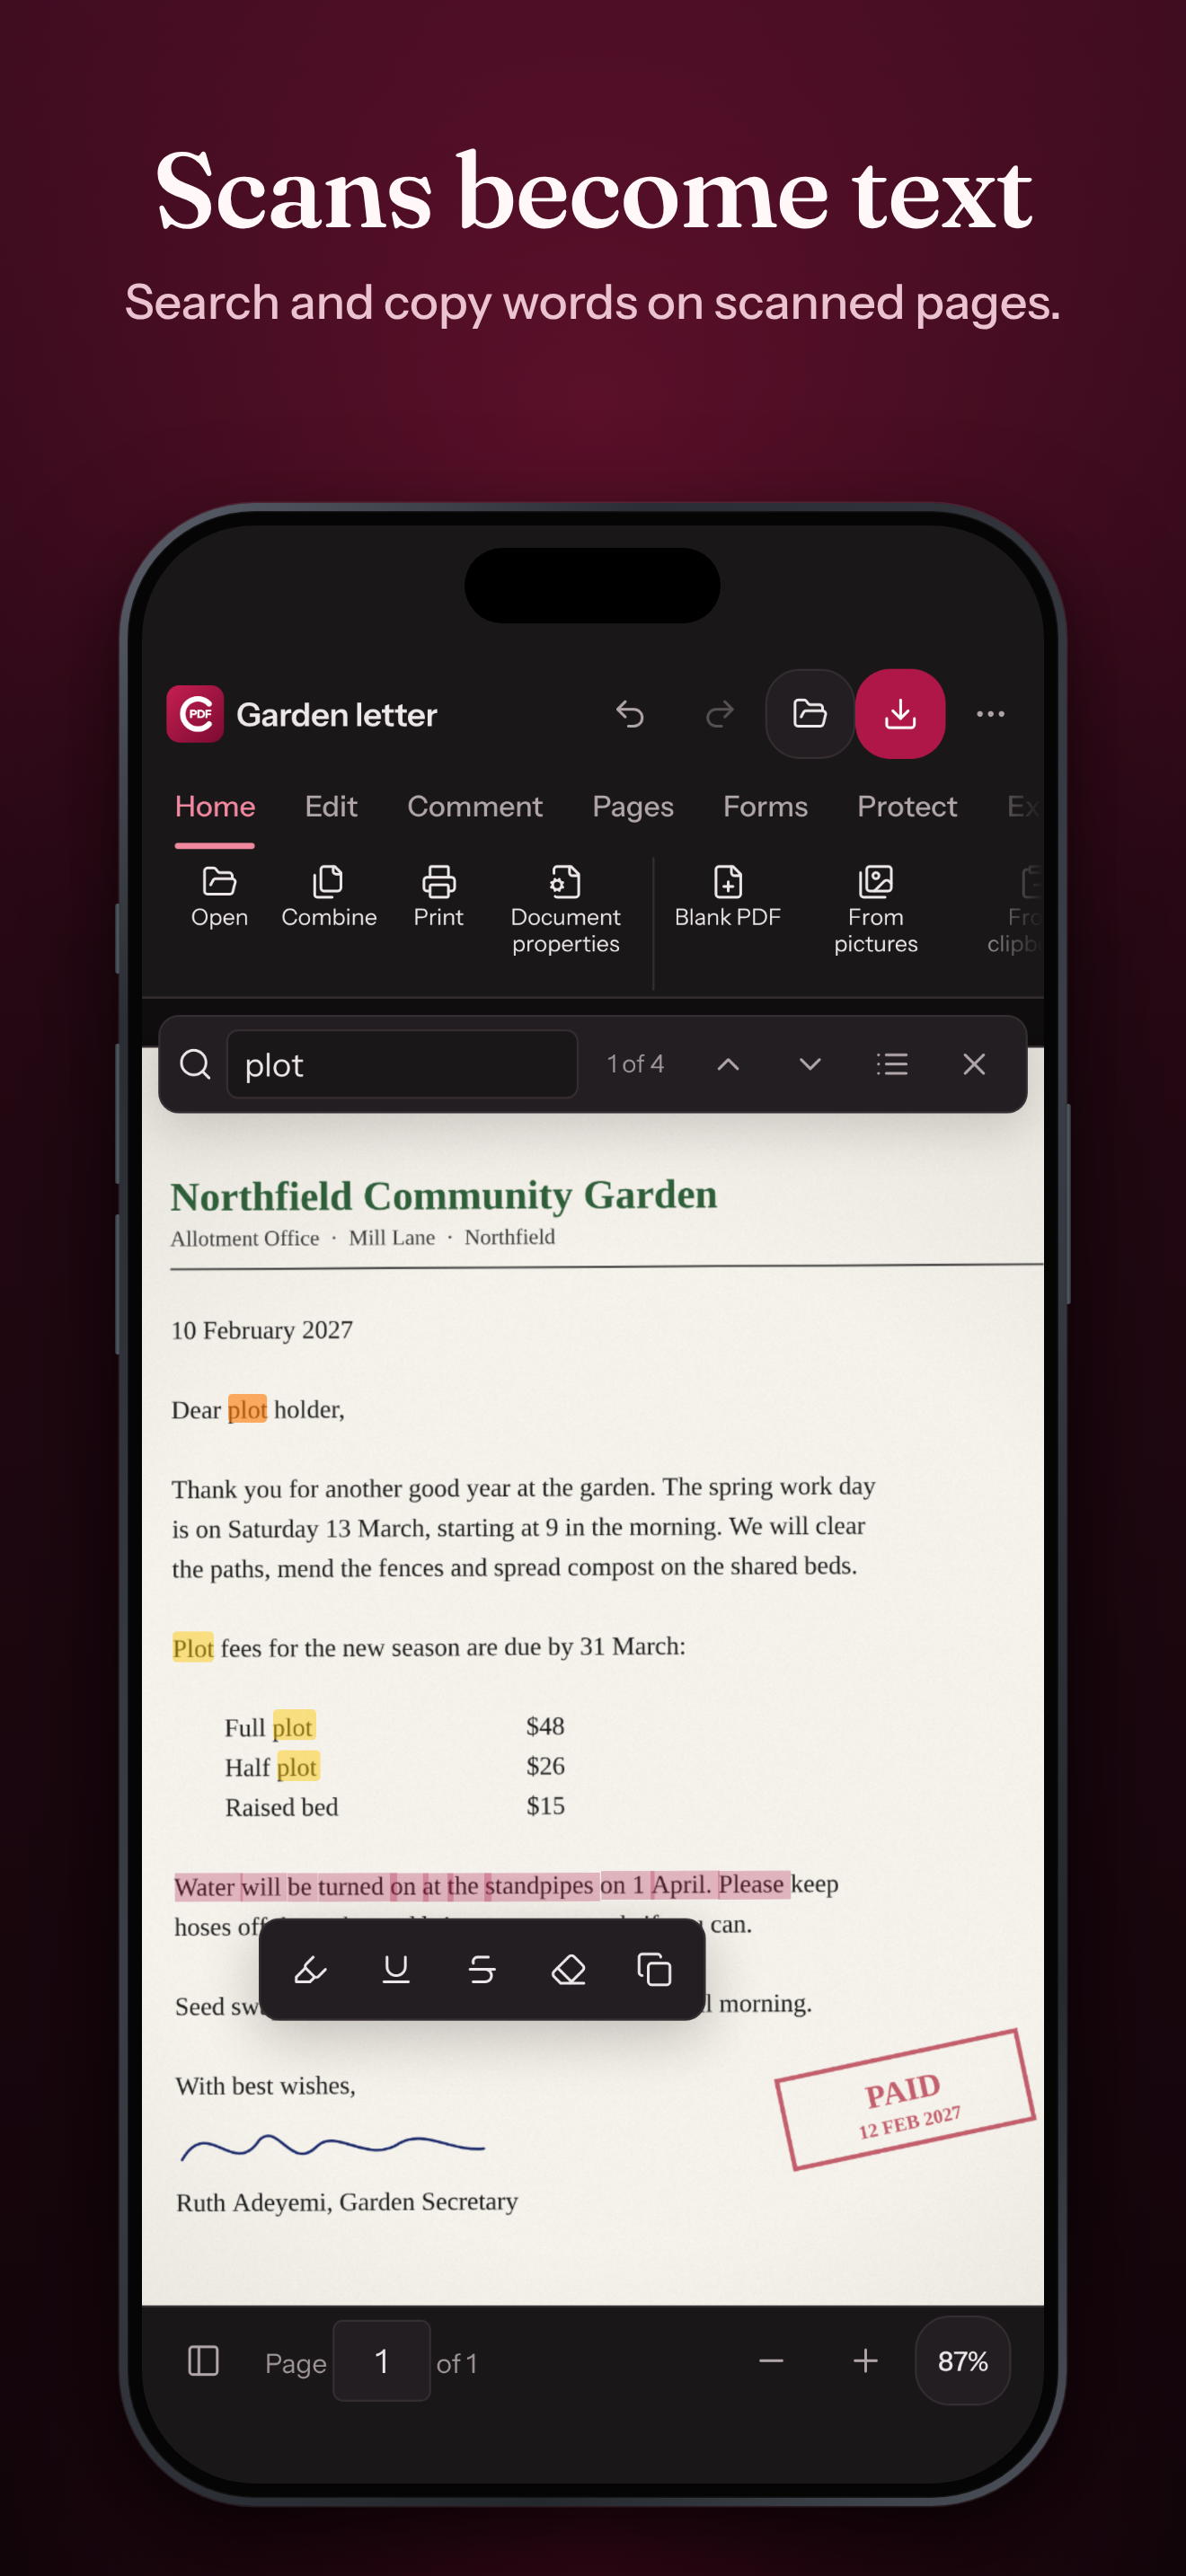 Scans become text
Search and copy words on scanned pages.
PDF
Garden letter
Home Edit Comment Pages Forms Protect Ex
Open Combine Print Document properties Blank PDF From pictures
plot 1 of 4
Northfield Community Garden
Allotment Office · Mill Lane · Northfield
10 February 2027
Dear plot holder,
Thank you for another good year at the garden. The spring work day
is on Saturday 13 March, starting at 9 in the morning. We will clear
the paths, mend the fences and spread compost on the shared beds.
Plot fees for the new season are due by 31 March:
Full plot $48
Half plot $26
Raised bed $15
Water will be turned on at the standpipes on 1 April. Please keep
hoses off can.
Seed morning.
With best wishes,
PAID
12 FEB 2027
Ruth Adeyemi, Garden Secretary
Page 1 of 1 87%